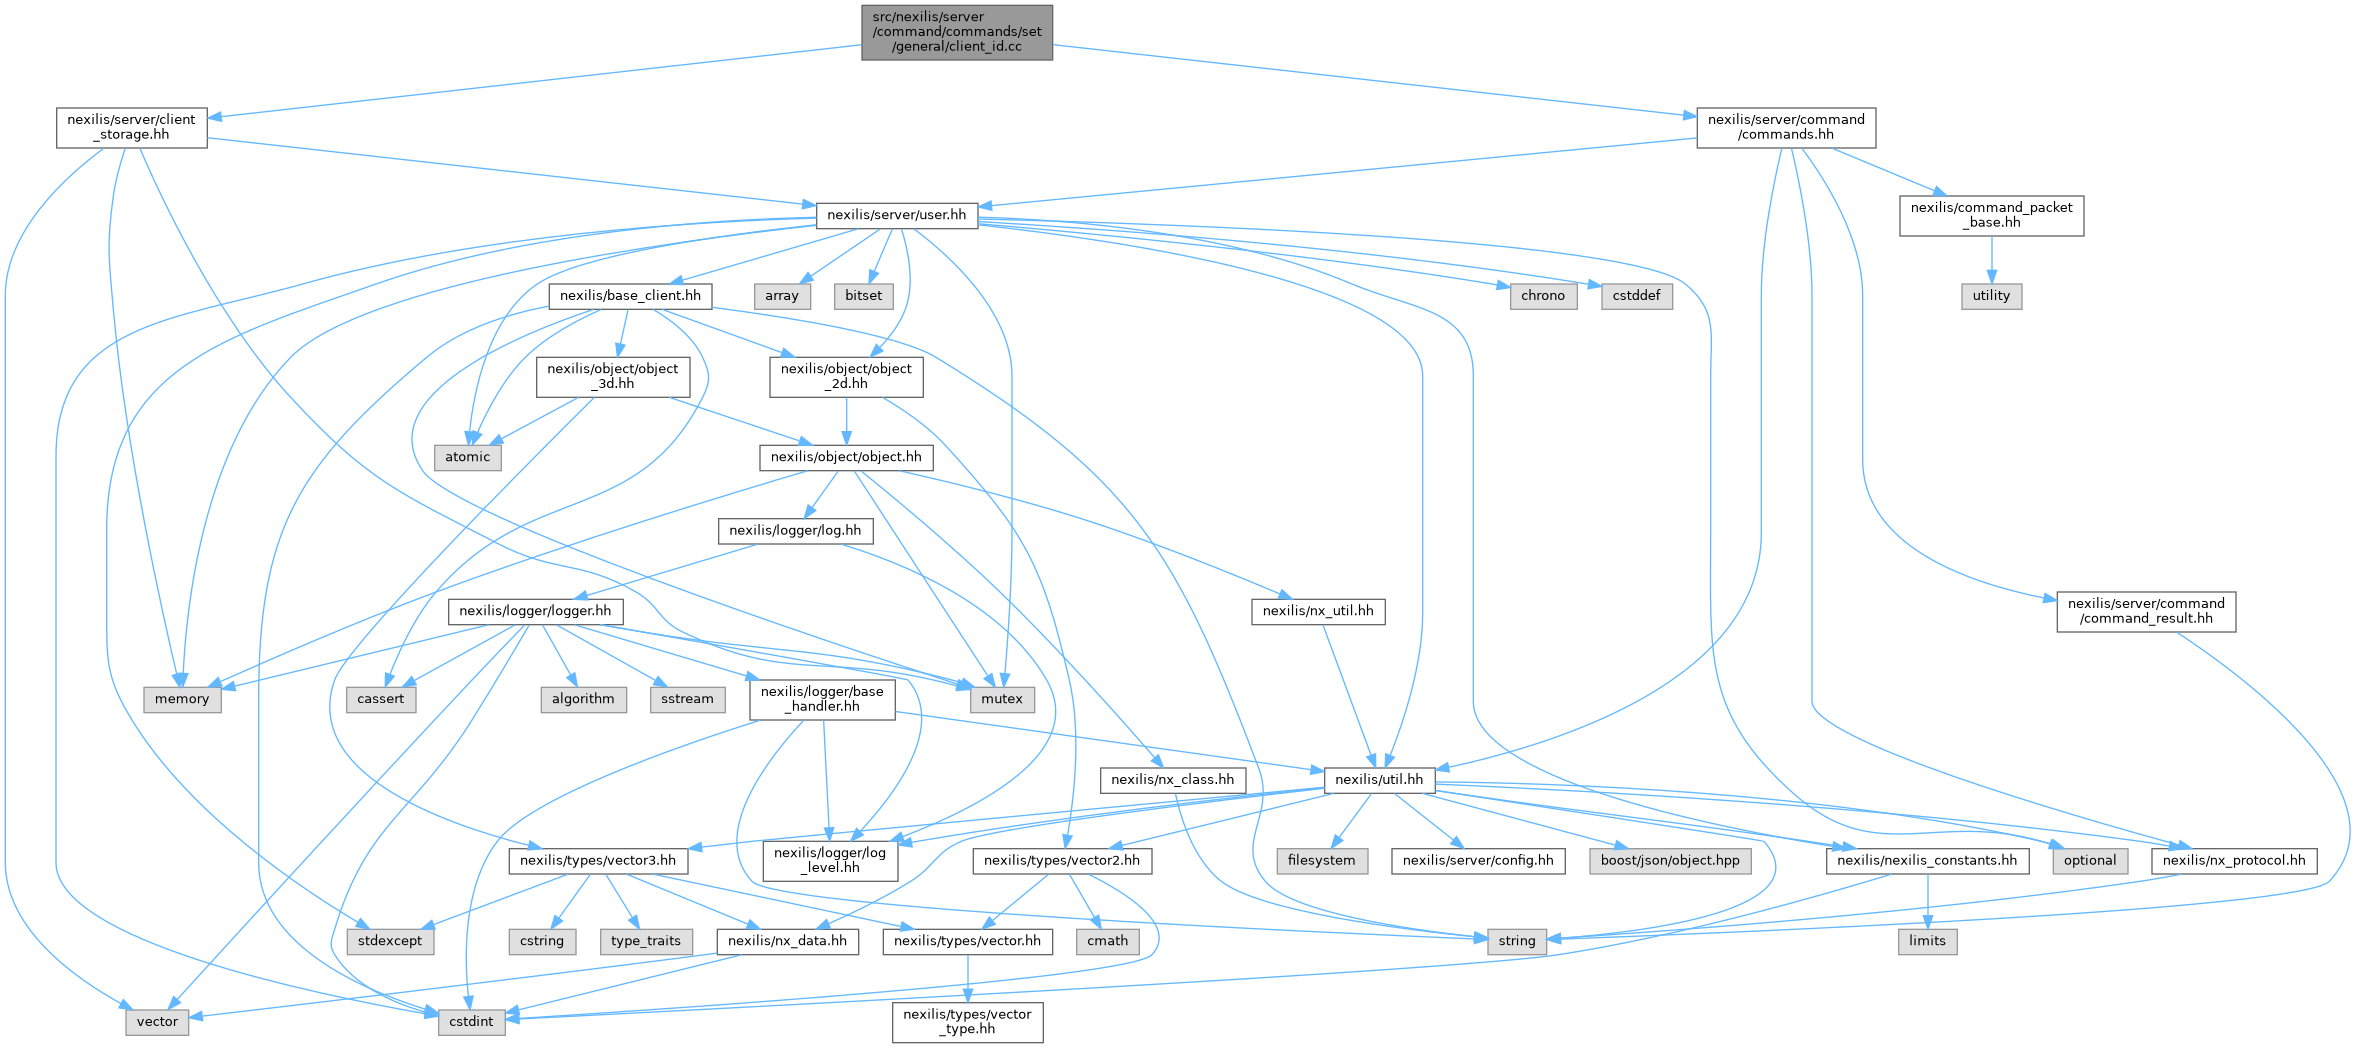 src/nexilis/server
/command/commands/set
/general/client_id.cc
nexilis/server/client
_storage.hh
nexilis/server/command
/commands.hh
nexilis/server/user.hh
nexilis/command_packet
_base.hh
nexilis/base_client.hh
array
bitset
chrono
cstddef
utility
nexilis/object/object
_3d.hh
nexilis/object/object
_2d.hh
atomic
nexilis/object/object.hh
nexilis/logger/log.hh
nexilis/logger/logger.hh
nexilis/nx_util.hh
nexilis/server/command
/command_result.hh
memory
cassert
algorithm
sstream
nexilis/logger/base
_handler.hh
mutex
nexilis/nx_class.hh
nexilis/util.hh
nexilis/types/vector3.hh
nexilis/logger/log
_level.hh
nexilis/types/vector2.hh
filesystem
nexilis/server/config.hh
boost/json/object.hpp
nexilis/nexilis_constants.hh
optional
nexilis/nx_protocol.hh
stdexcept
cstring
type_traits
nexilis/nx_data.hh
nexilis/types/vector.hh
cmath
string
limits
vector
cstdint
nexilis/types/vector
_type.hh